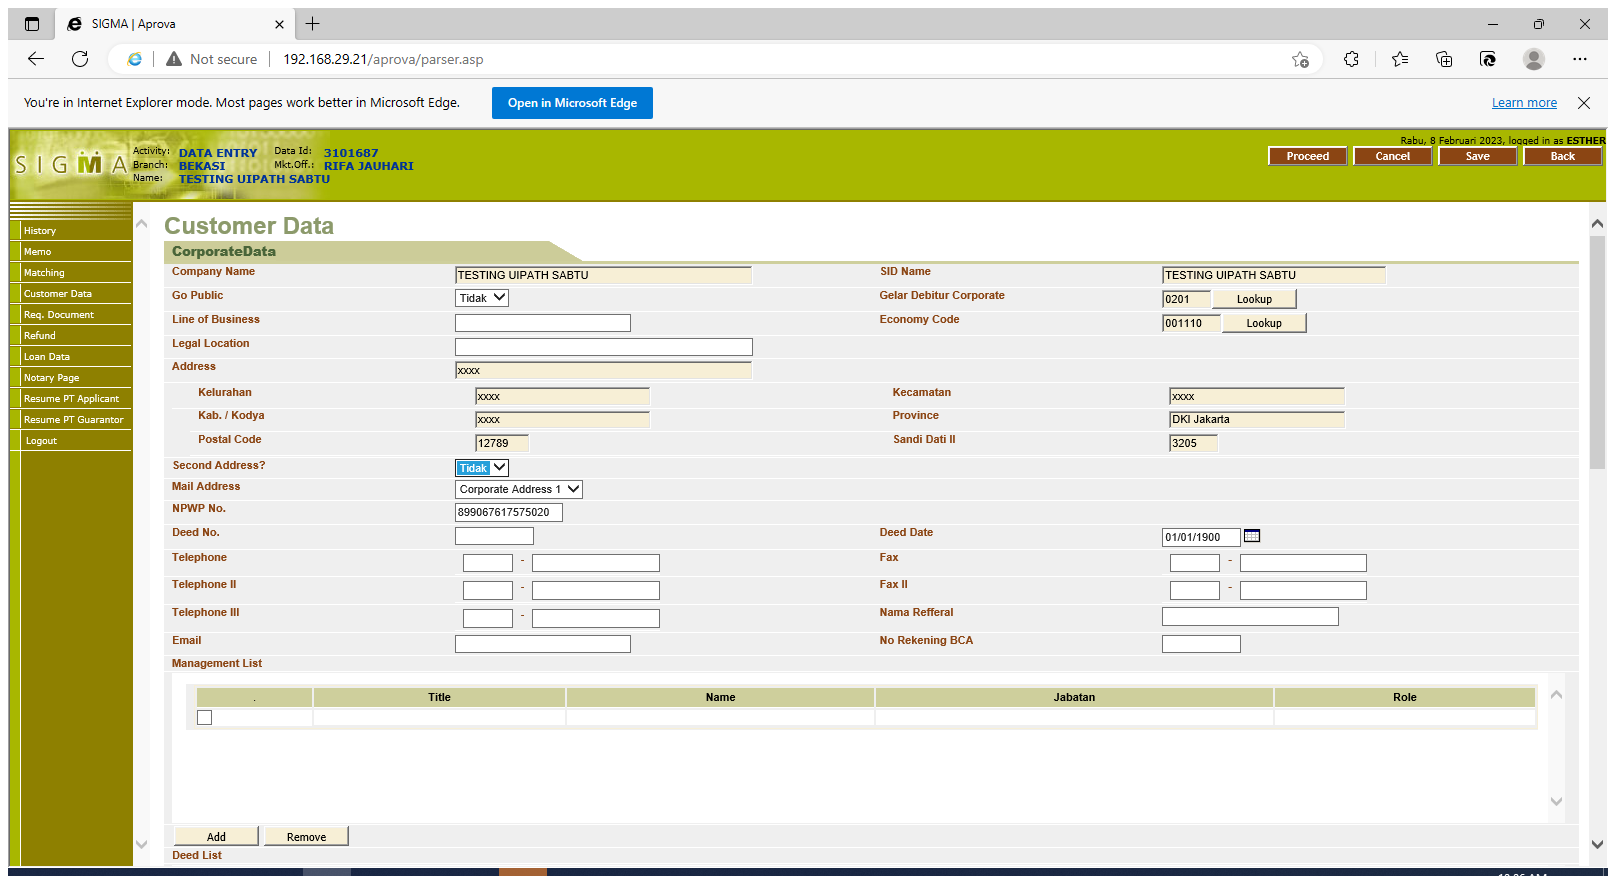 SIGMA | Aprova
Not secure
192.168.29.21/aprova/parser.asp
You're in Internet Explorer mode. Most pages work better in Microsoft Edge.
Open in Microsoft Edge
Learn more
SIGMA
Activity: DATA ENTRY Data Id: 3101687
Branch: BEKASI Mkt.Off.: RIFA JAUHARI
Name: TESTING UIPATH SABTU
Rabu, 8 Februari 2023, logged in as ESTHER
Proceed Cancel Save Back
History
Memo
Matching
Customer Data
Req. Document
Refund
Loan Data
Notary Page
Resume PT Applicant
Resume PT Guarantor
Logout
Customer Data
CorporateData
Company Name TESTING UIPATH SABTU SID Name TESTING UIPATH SABTU
Go Public Tidak Gelar Debitur Corporate 0201 Lookup
Line of Business Economy Code 001110 Lookup
Legal Location
Address xxxx
Kelurahan xxxx Kecamatan xxxx
Kab. / Kodya xxxx Province DKI Jakarta
Postal Code 12789 Sandi Dati II 3205
Second Address? Tidak
Mail Address Corporate Address 1
NPWP No. 899067617575020
Deed No. Deed Date 01/01/1900
Telephone - Fax -
Telephone II - Fax II -
Telephone III - Nama Refferal
Email No Rekening BCA
Management List
. Title Name Jabatan Role
Add Remove
Deed List